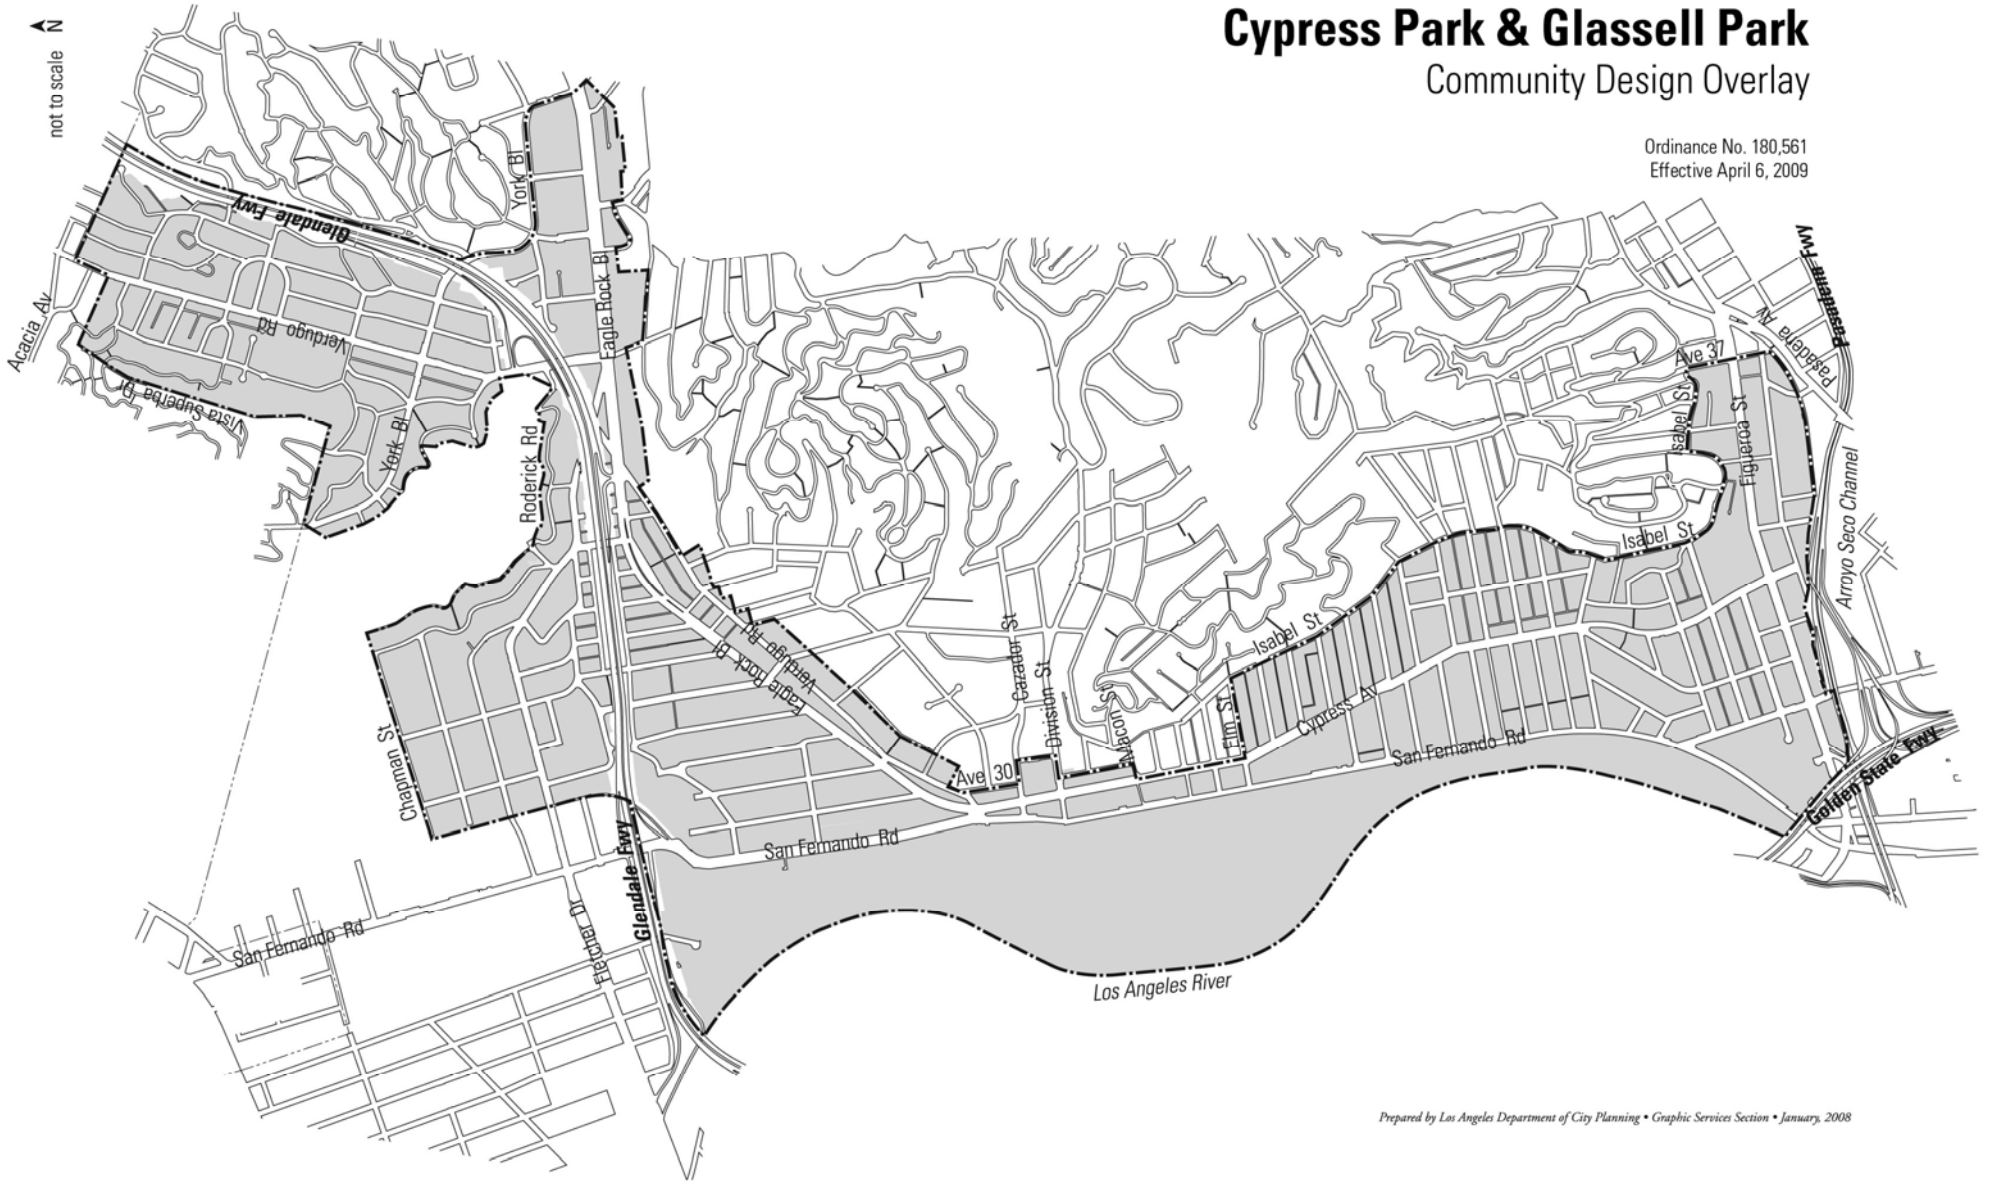 Cypress Park & Glassell Park
Community Design Overlay
Ordinance No. 180,561
Effective April 6, 2009
N
not to scale
York Bl
Glendale Fwy
Pasadena Fwy
Eagle Rock Bl
Acacia Av
Verdugo Rd
Pasadena Av
Ave 37
Vista Superba Dr
York Bl
Isabel St
Figueroa St
Roderick Rd
Arroyo Seco Channel
Isabel St
Cazador St
Isabel St
Verdugo Rd
Eagle Rock Bl
Division St
Macon St
Elm St
Cypress Av
Chapman St
San Fernando Rd
Ave 30
Golden State Fwy
San Fernando Rd
Glendale Fwy
Fletcher Dr
San Fernando Rd
Los Angeles River
Prepared by Los Angeles Department of City Planning • Graphic Services Section • January, 2008